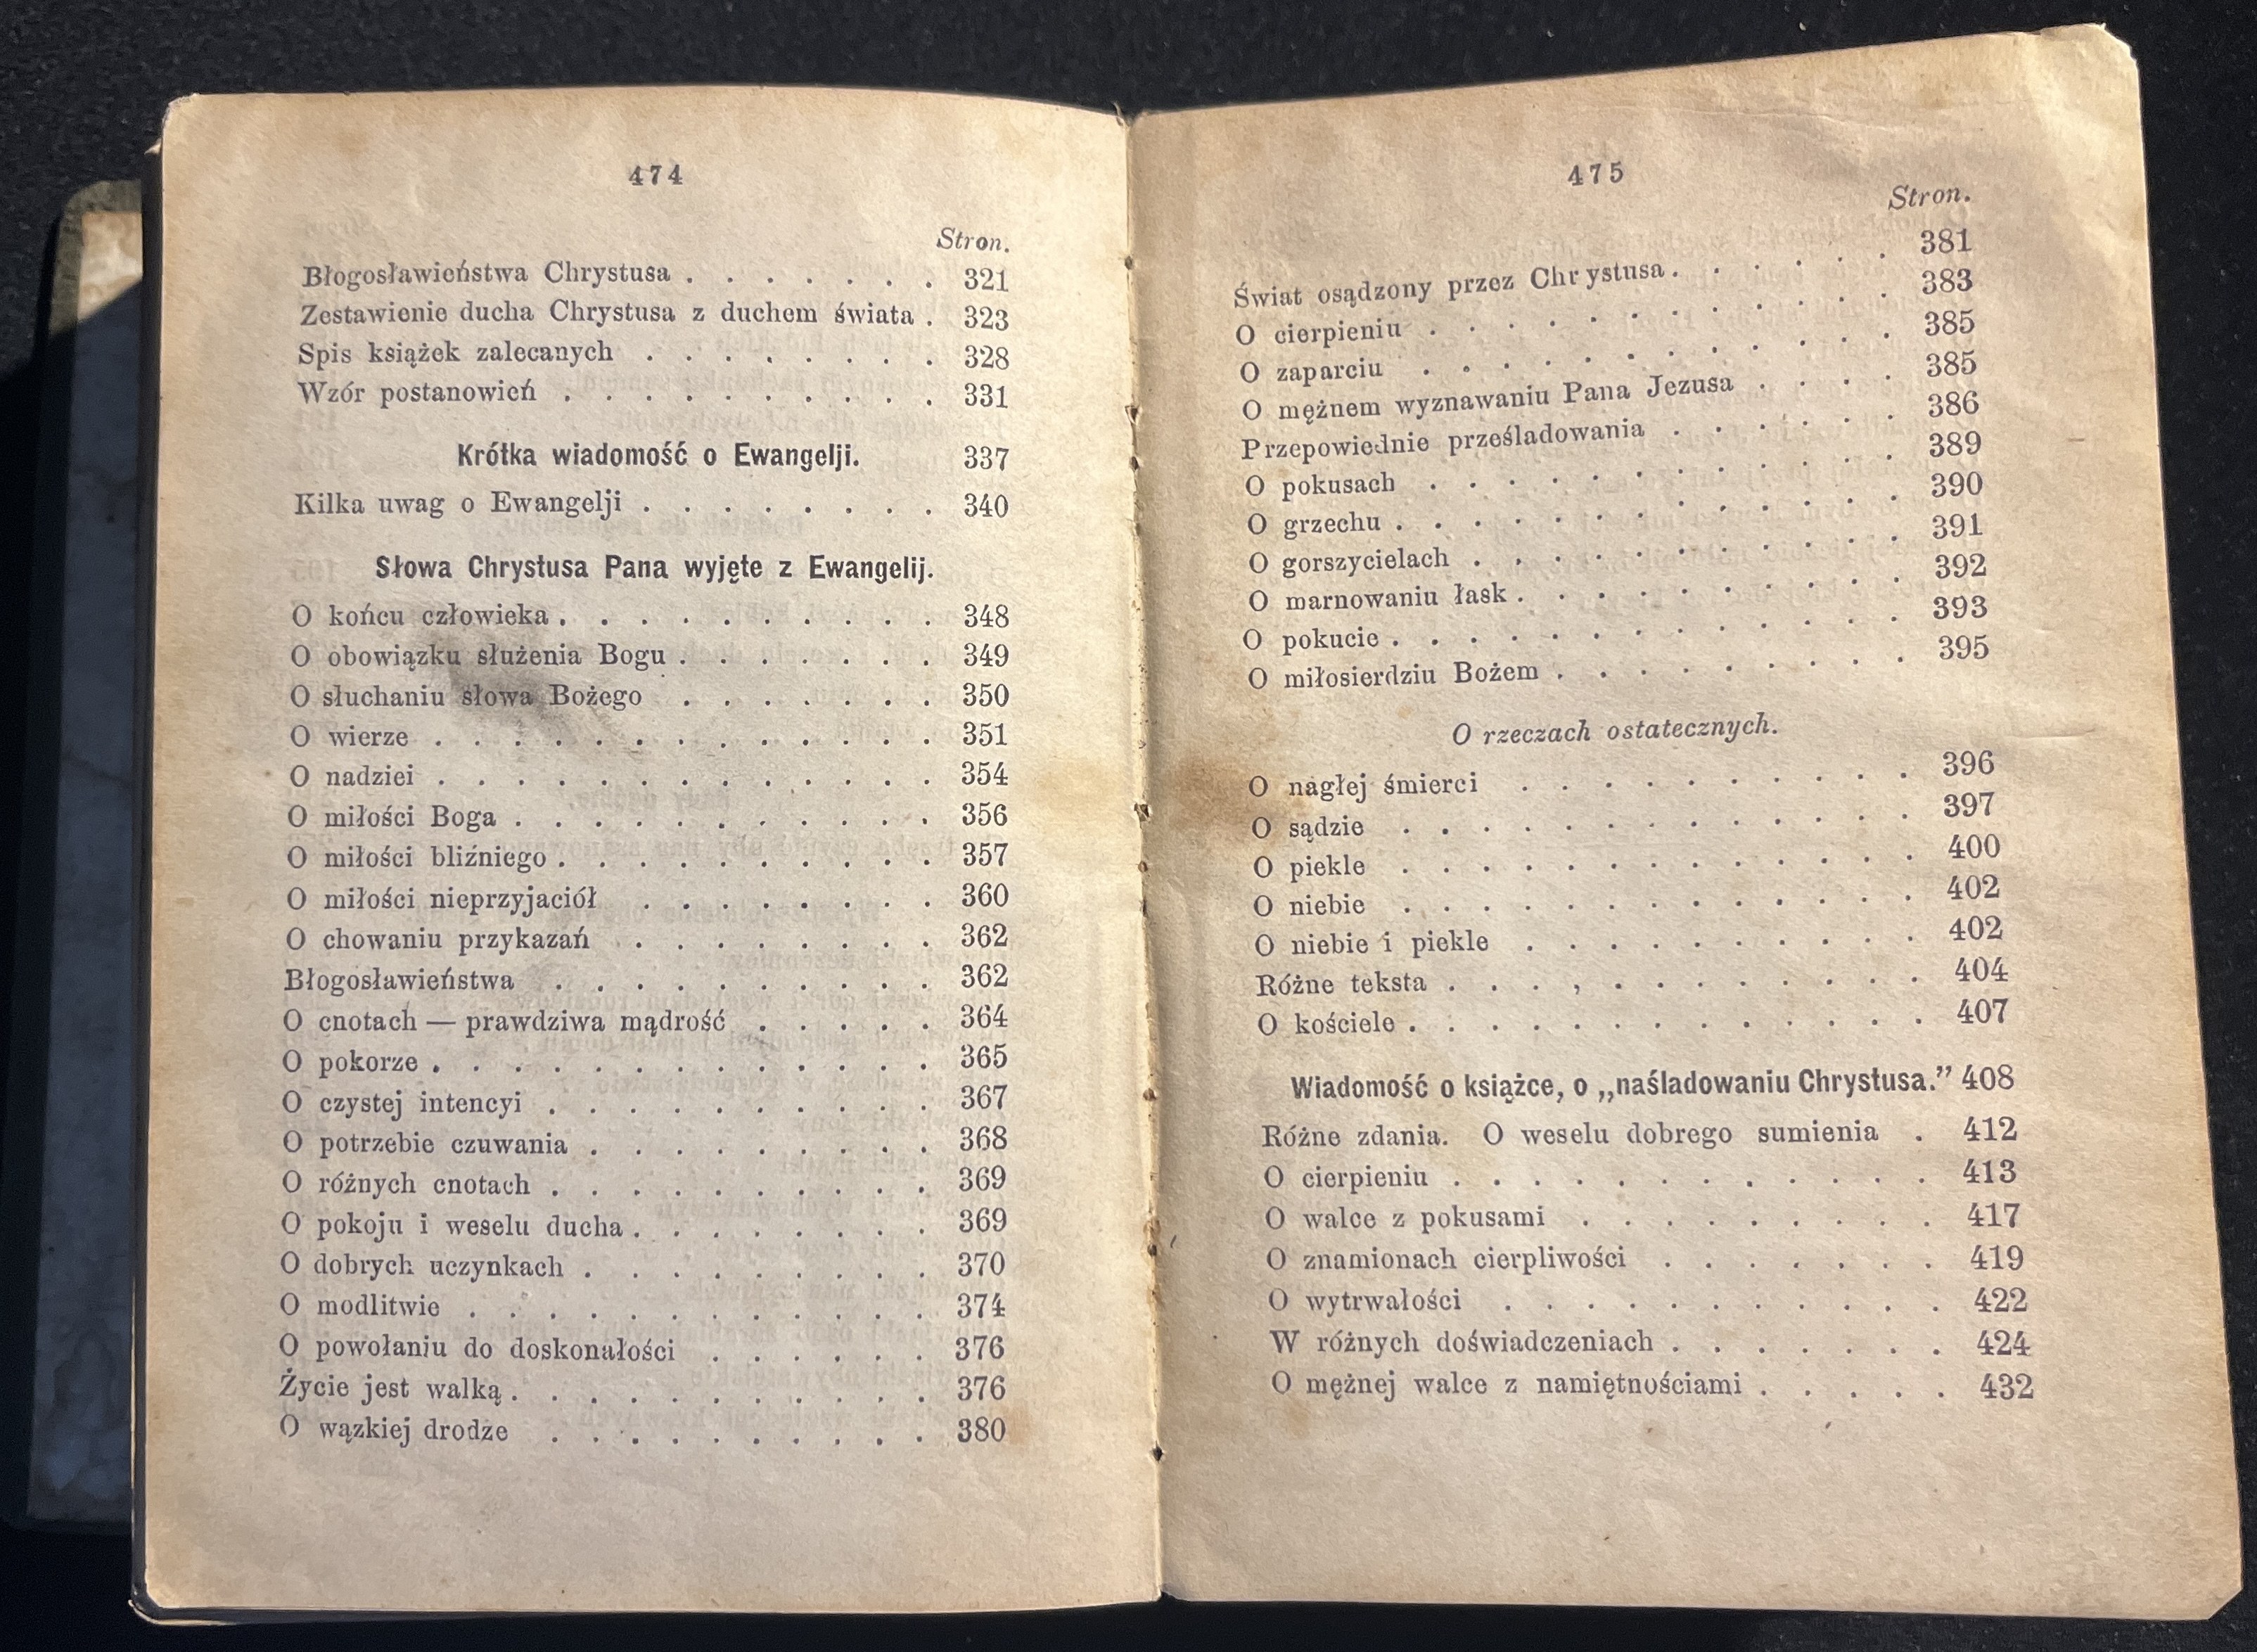 474
Stron.
Błogosławieństwa Chrystusa . . . . . . . 321
Zestawienie ducha Chrystusa z duchem świata . 323
Spis książek zalecanych . . . . . . . . 328
Wzór postanowień . . . . . . . . . . 331
Krótka wiadomość o Ewangelji. 337
Kilka uwag o Ewangelji . . . . . . . . 340
Słowa Chrystusa Pana wyjęte z Ewangelij.
O końcu człowieka . . . . . . . . . . 348
O obowiązku służenia Bogu . . . . . . . 349
O słuchaniu słowa Bożego . . . . . . . 350
O wierze . . . . . . . . . . . . . 351
O nadziei . . . . . . . . . . . . . 354
O miłości Boga . . . . . . . . . . . 356
O miłości bliźniego . . . . . . . . . . 357
O miłości nieprzyjaciół . . . . . . . . 360
O chowaniu przykazań . . . . . . . . 362
Błogosławieństwa . . . . . . . . . . 362
O cnotach — prawdziwa mądrość . . . . . 364
O pokorze . . . . . . . . . . . . . 365
O czystej intencyi . . . . . . . . . . 367
O potrzebie czuwania . . . . . . . . . 368
O różnych cnotach . . . . . . . . . . 369
O pokoju i weselu ducha . . . . . . . . 369
O dobrych uczynkach . . . . . . . . . 370
O modlitwie . . . . . . . . . . . . 374
O powołaniu do doskonałości . . . . . . 376
Życie jest walką . . . . . . . . . . . 376
O wązkiej drodze . . . . . . . . . . 380
475
Stron.
Świat osądzony przez Chrystusa . . . . . . 381
O cierpieniu . . . . . . . . . . . 383
O zaparciu . . . . . . . . . . . 385
O mężnem wyznawaniu Pana Jezusa . . . . 385
Przepowiednie prześladowania . . . . . . 386
O pokusach . . . . . . . . . . . 389
O grzechu . . . . . . . . . . . . 390
O gorszycielach . . . . . . . . . . 391
O marnowaniu łask . . . . . . . . . 392
O pokucie . . . . . . . . . . . . 393
O miłosierdziu Bożem . . . . . . . . 395
O rzeczach ostatecznych.
O nagłej śmierci . . . . . . . . . . 396
O sądzie . . . . . . . . . . . . . 397
O piekle . . . . . . . . . . . . . 400
O niebie . . . . . . . . . . . . . 402
O niebie i piekle . . . . . . . . . . 402
Różne teksta . . . , . . . . . . . . 404
O kościele . . . . . . . . . . . . . 407
Wiadomość o książce, o „naśladowaniu Chrystusa.” 408
Różne zdania. O weselu dobrego sumienia . 412
O cierpieniu . . . . . . . . . . . . 413
O walce z pokusami . . . . . . . . . 417
O znamionach cierpliwości . . . . . . . 419
O wytrwałości . . . . . . . . . . . 422
W różnych doświadczeniach . . . . . . . 424
O mężnej walce z namiętnościami . . . . . 432